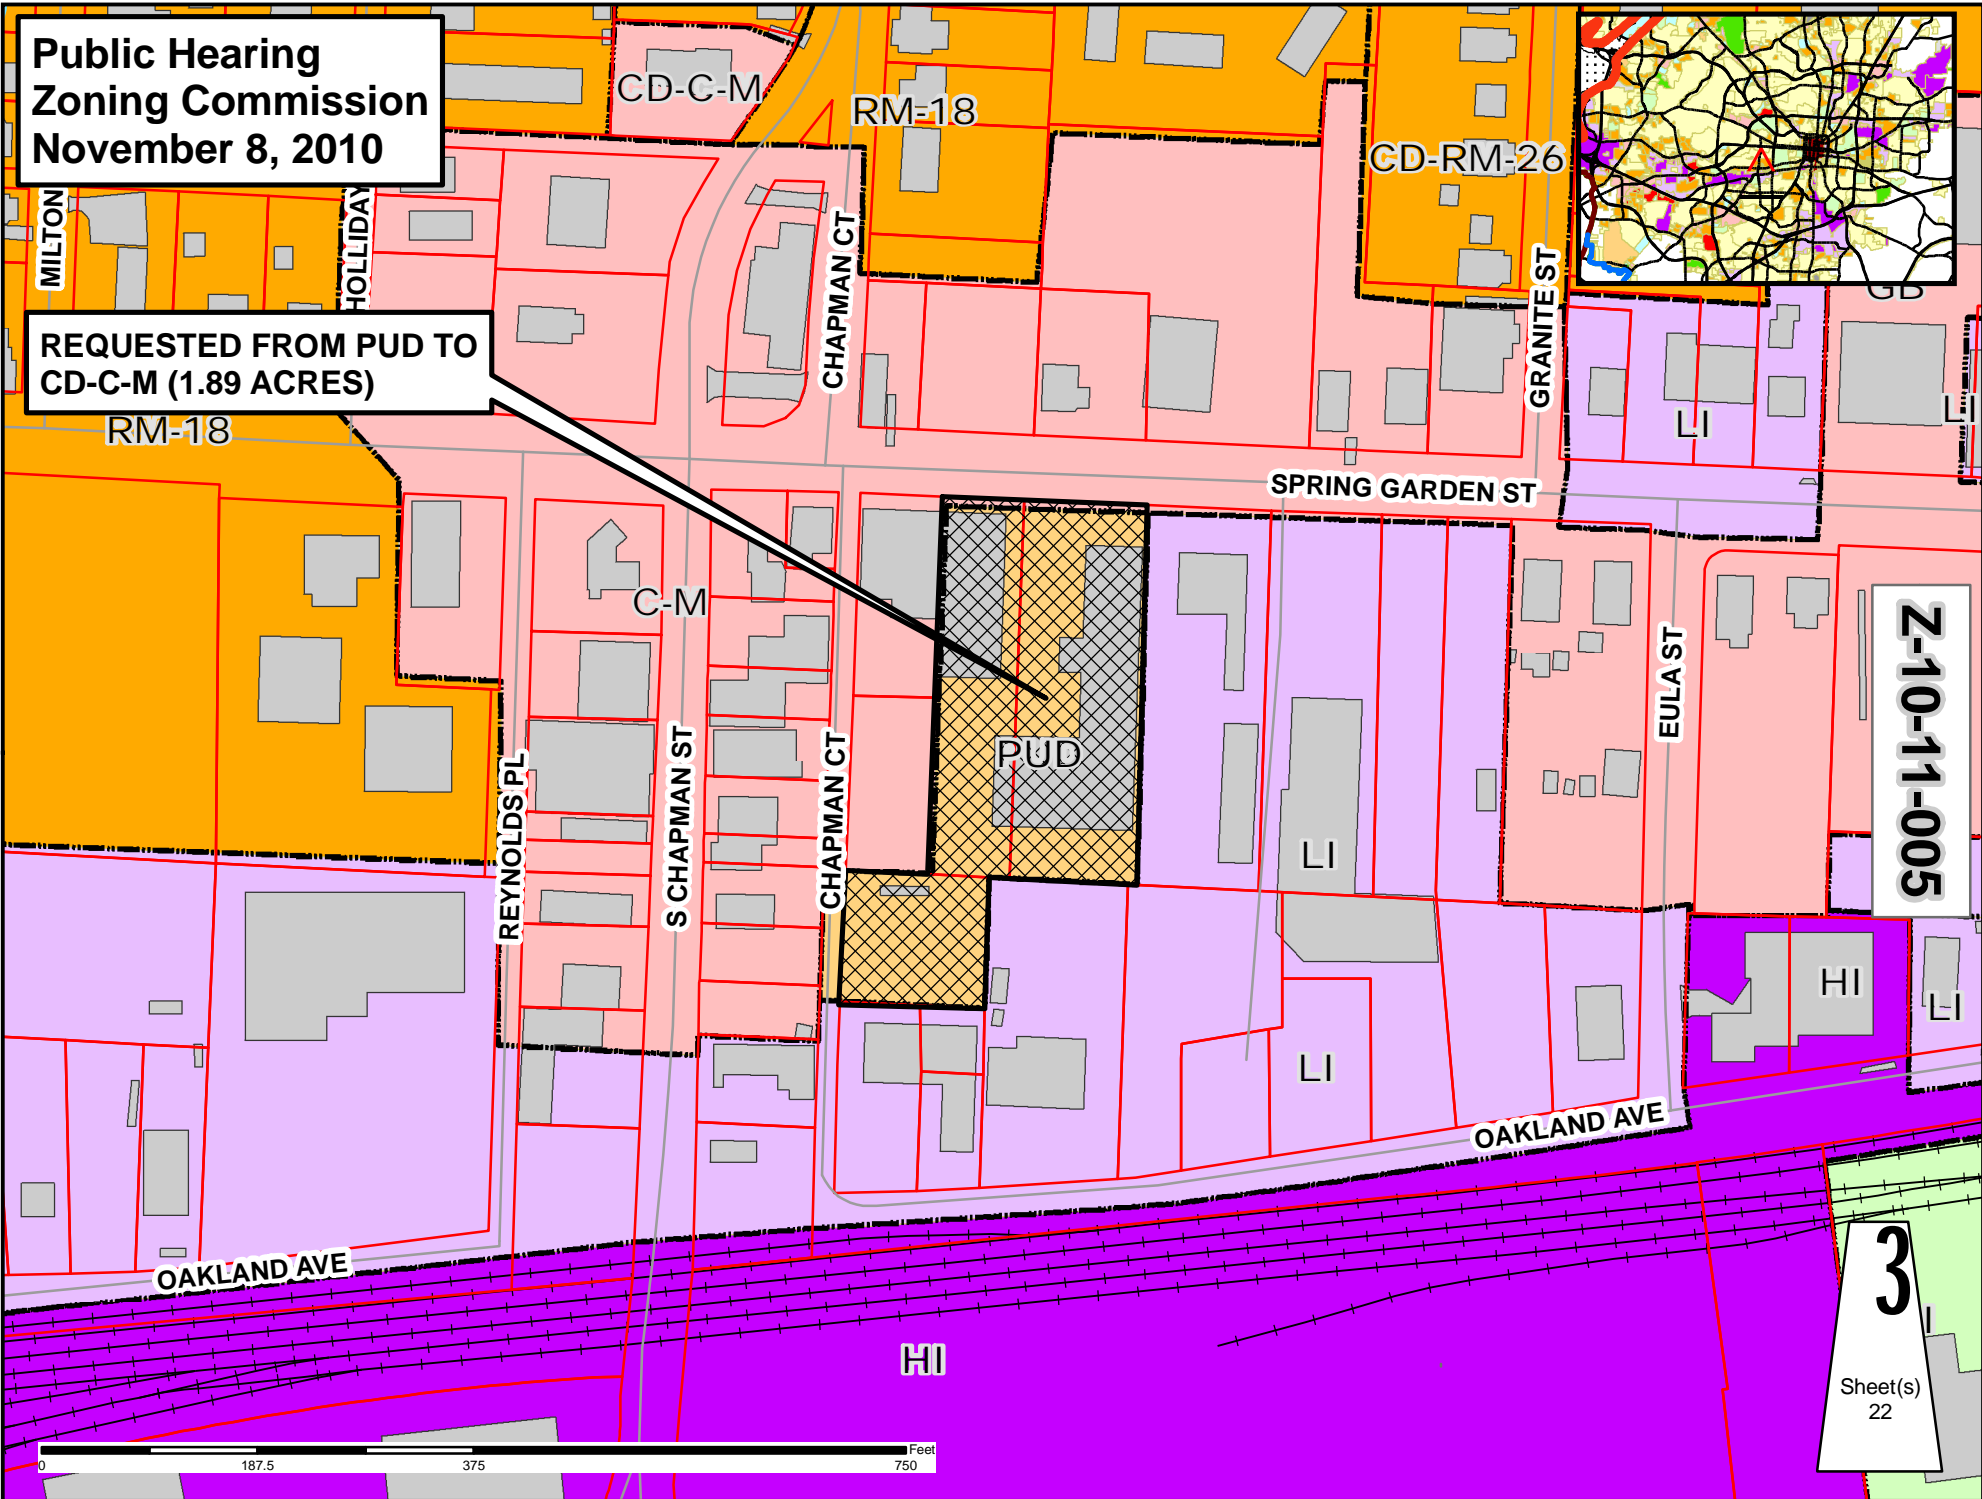 Public Hearing
Zoning Commission
November 8, 2010
CD-C-M
RM-18
CD-RM-26
MILTON
HOLLIDAY
CHAPMAN CT
GRANITE ST
GB
REQUESTED FROM PUD TO
CD-C-M (1.89 ACRES)
RM-18
LI
LI
SPRING GARDEN ST
C-M
PUD
EULA ST
Z-10-11-005
REYNOLDS PL
S CHAPMAN ST
CHAPMAN CT
LI
HI
LI
LI
OAKLAND AVE
OAKLAND AVE
HI
3
Sheet(s)
22
Feet
0
187.5
375
750